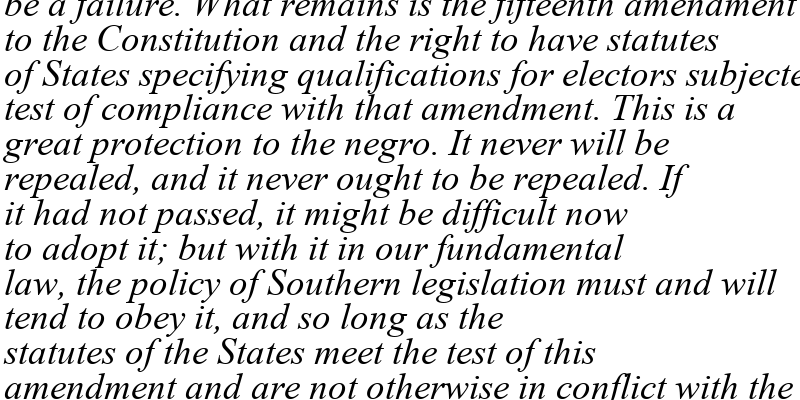 be a failure. What remains is the fifteenth amendment
to the Constitution and the right to have statutes
of States specifying qualifications for electors subjecte
test of compliance with that amendment. This is a
great protection to the negro. It never will be
repealed, and it never ought to be repealed. If
it had not passed, it might be difficult now
to adopt it; but with it in our fundamental
law, the policy of Southern legislation must and will
tend to obey it, and so long as the
statutes of the States meet the test of this
amendment and are not otherwise in conflict with the